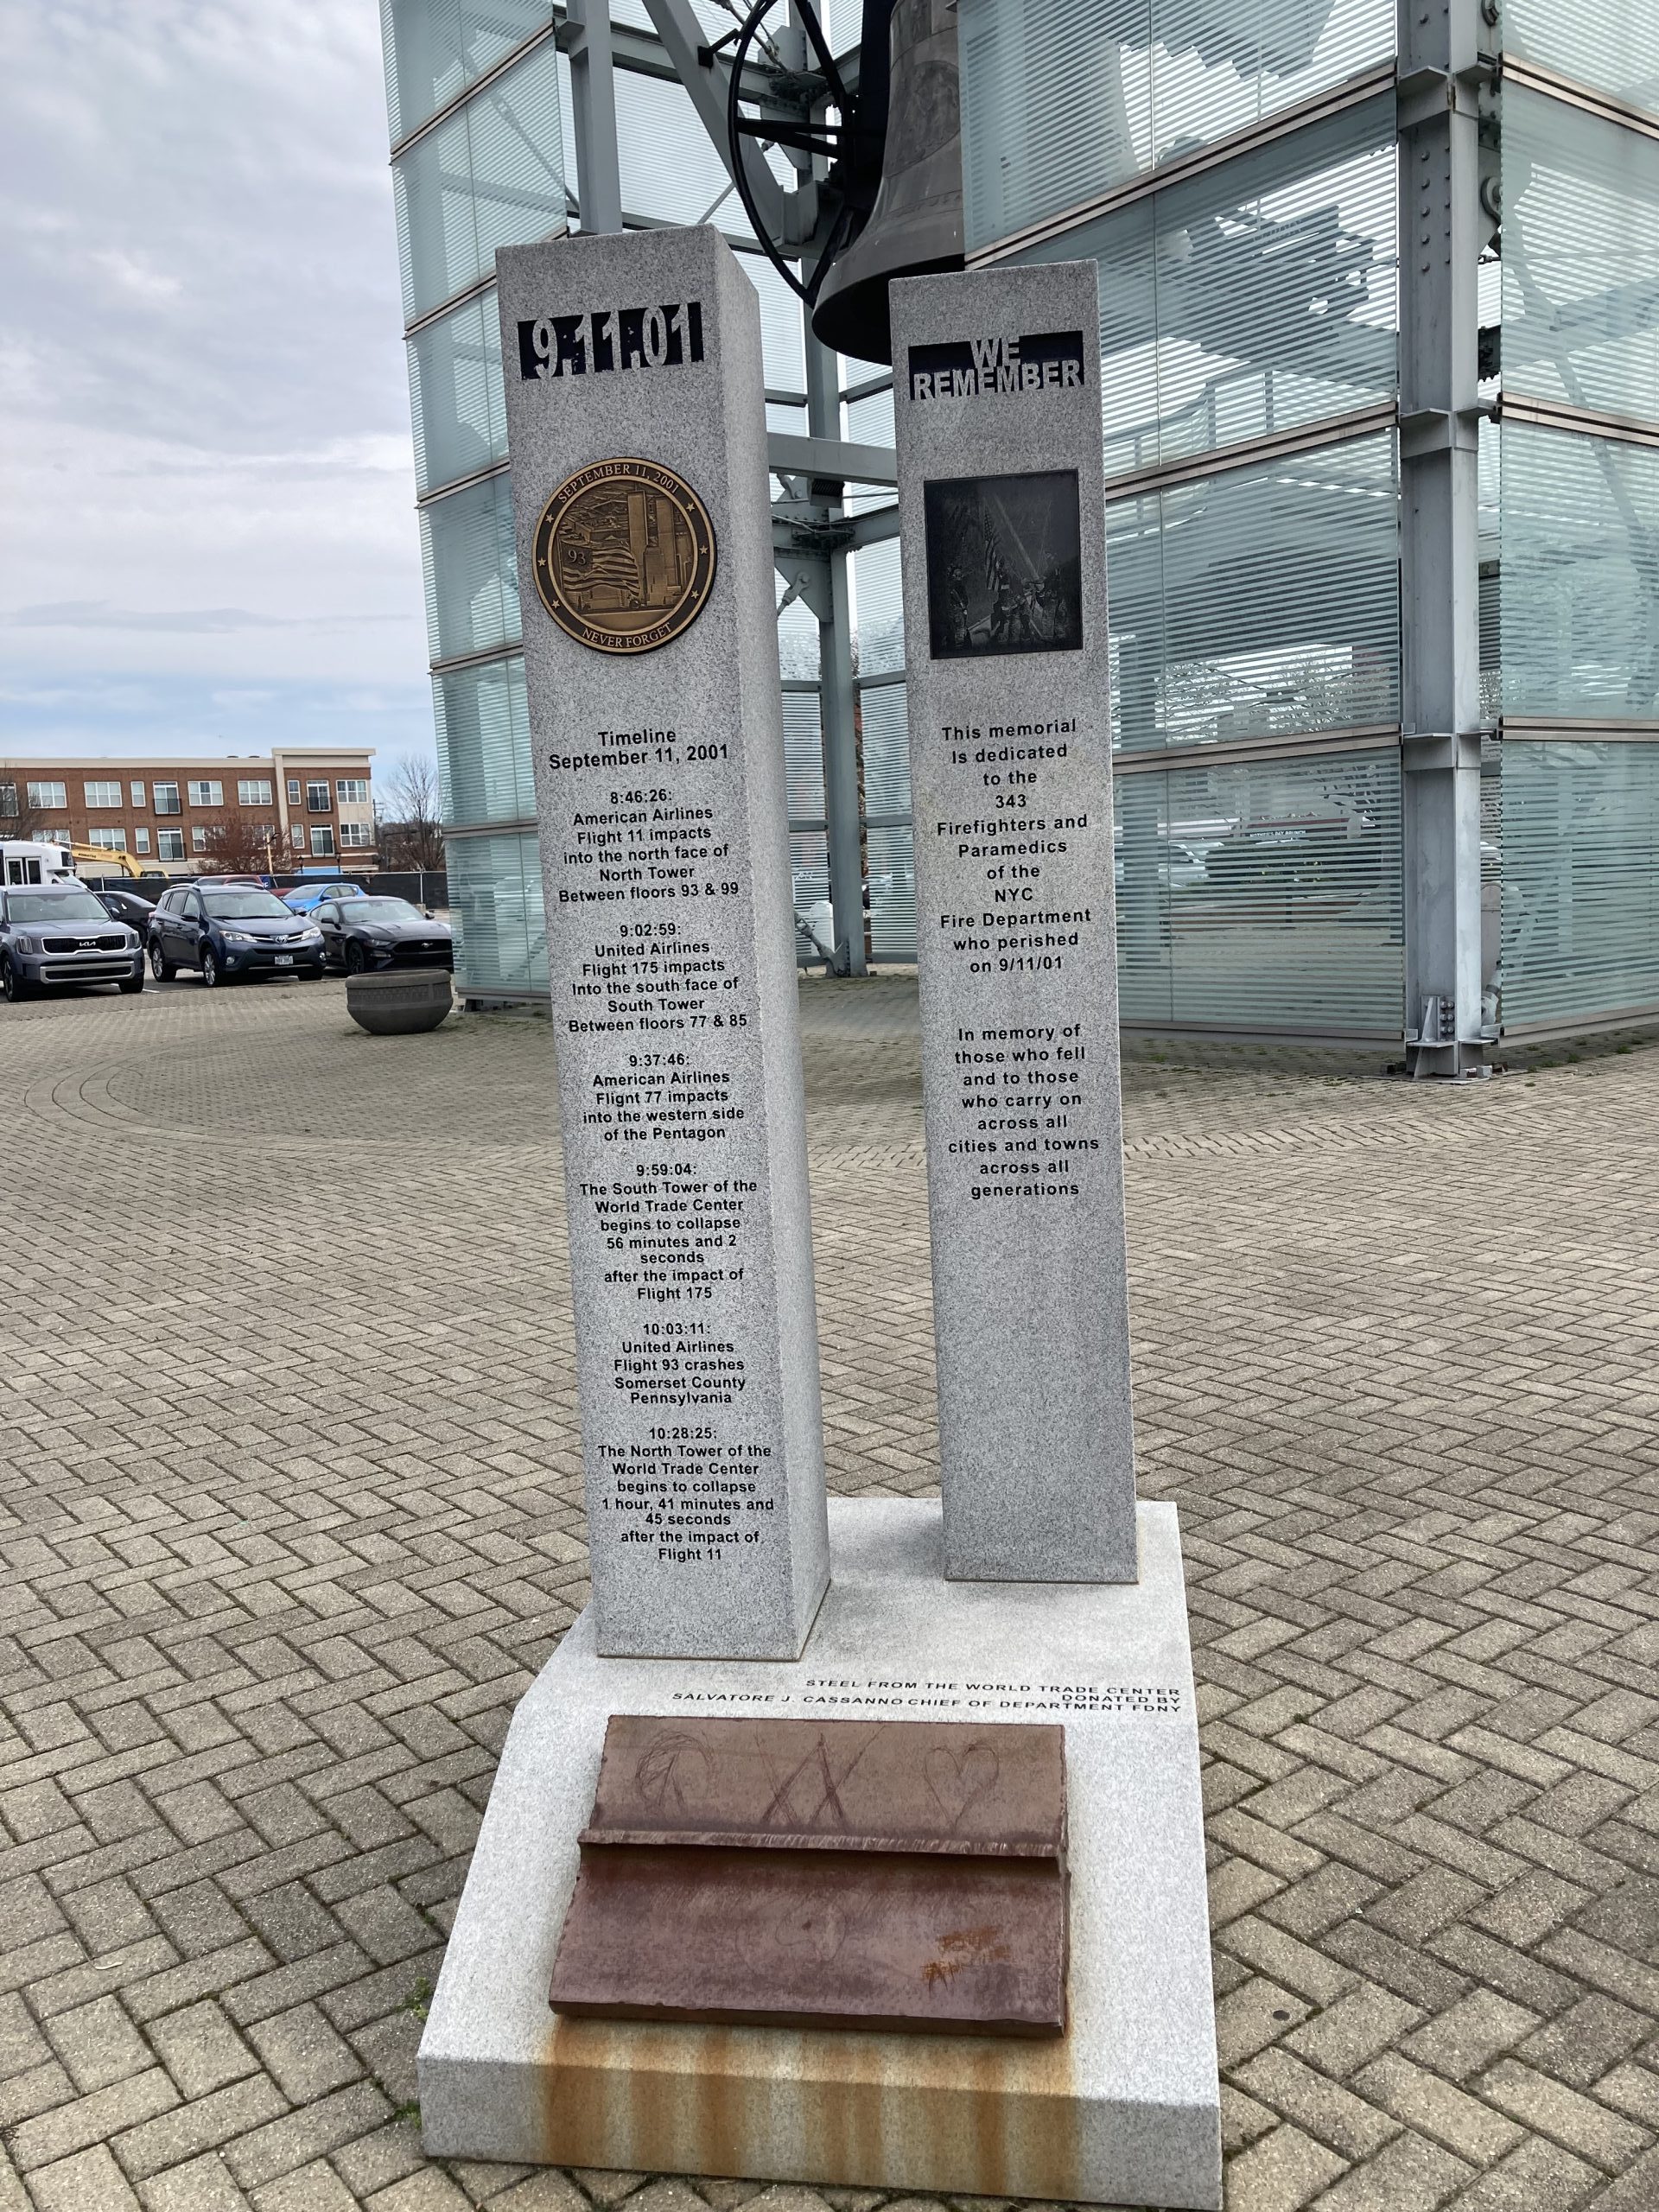 9.11.01
SEPTEMBER 11, 2001
93
NEVER FORGET
Timeline
September 11, 2001
8:46:26:
American Airlines
Flight 11 impacts
into the north face of
North Tower
Between floors 93 & 99
9:02:59:
United Airlines
Flight 175 impacts
Into the south face of
South Tower
Between floors 77 & 85
9:37:46:
American Airlines
Flignt 77 impacts
into the western side
of the Pentagon
9:59:04:
The South Tower of the
World Trade Center
begins to collapse
56 minutes and 2
seconds
after the impact of
Flight 175
10:03:11:
United Airlines
Flight 93 crashes
Somerset County
Pennsylvania
10:28:25:
The North Tower of the
World Trade Center
begins to collapse
1 hour, 41 minutes and
45 seconds
after the impact of
Flight 11
WE
REMEMBER
This memorial
Is dedicated
to the
343
Firefighters and
Paramedics
of the
NYC
Fire Department
who perished
on 9/11/01
In memory of
those who fell
and to those
who carry on
across all
cities and towns
across all
generations
STEEL FROM THE WORLD TRADE CENTER
DONATED BY
SALVATORE J. CASSANNO CHIEF OF DEPARTMENT FDNY
KIA